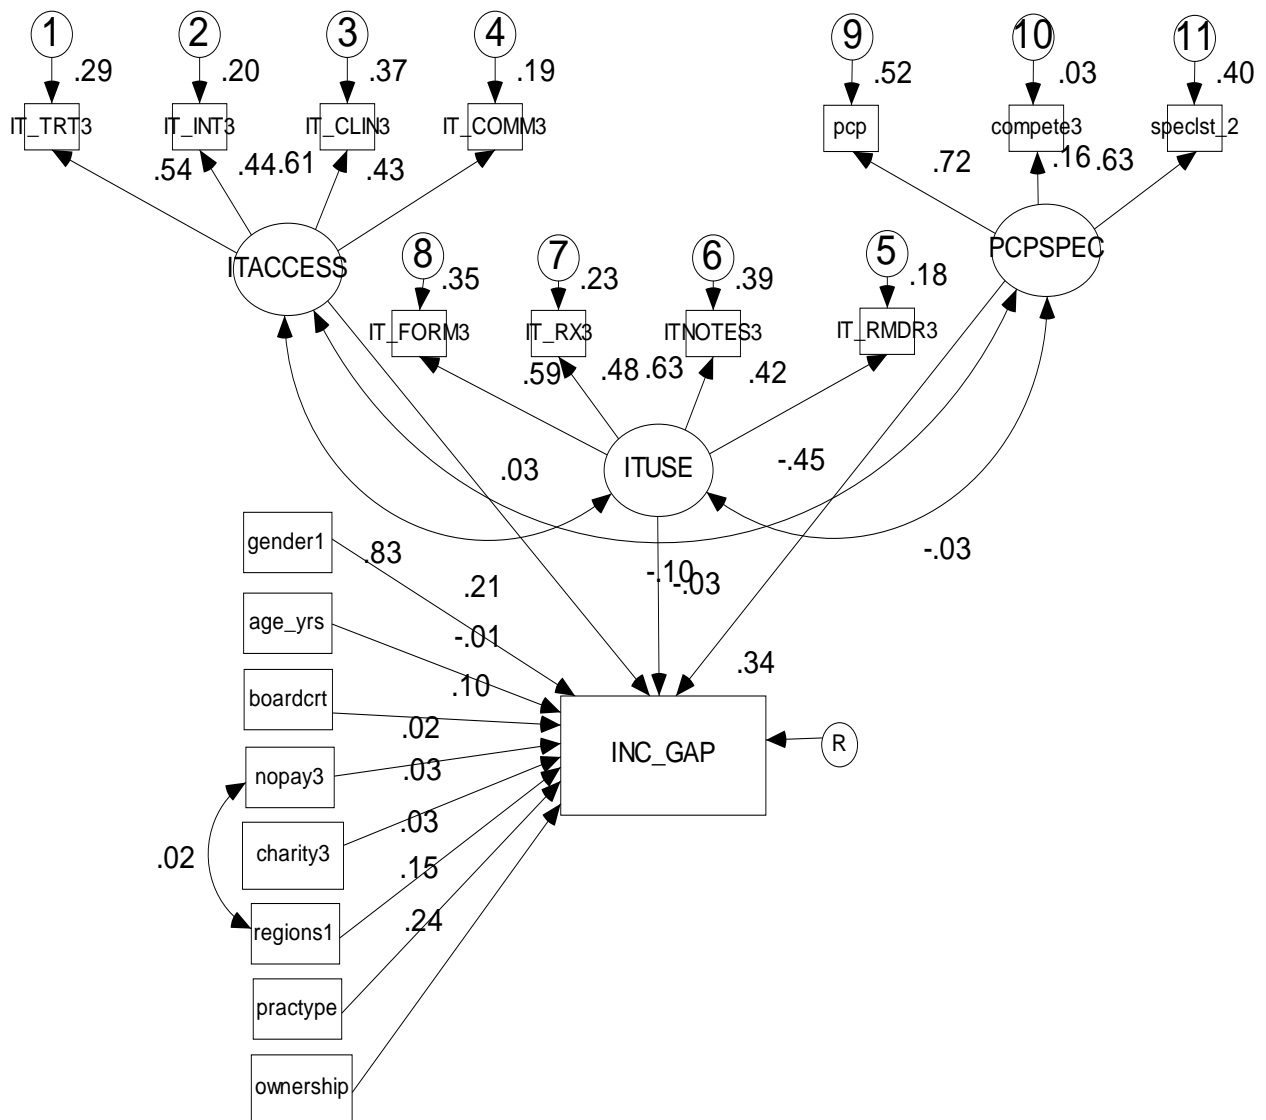 1
2
3
4
9
10
11
.29
.20
.37
.19
.52
.03
.40
IT_TRT3
IT_INT3
IT_CLIN3
IT_COMM3
pcp
compete3
speclst_2
.54
.44
.61
.43
.72
.16
.63
ITACCESS
PCPSPEC
8
7
6
5
.35
.23
.39
.18
IT_FORM3
IT_RX3
ITNOTES3
IT_RMDR3
.59
.48
.63
.42
ITUSE
.03
-.45
gender1
.83
-.03
.21
-.10
-.03
age_yrs
-.01
.34
boardcrt
.10
.02
INC_GAP
R
nopay3
.03
.03
charity3
.02
.15
regions1
.24
practype
ownership